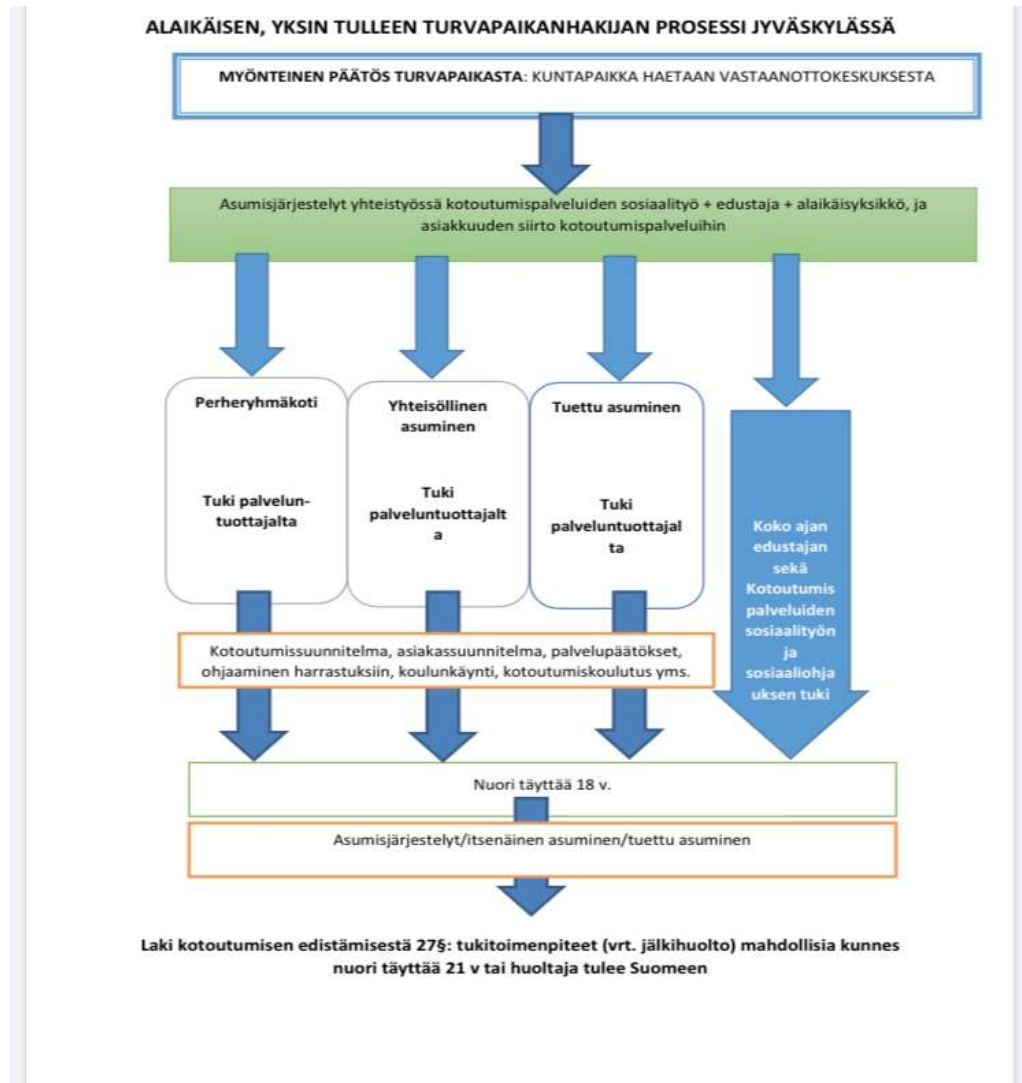 ALAIKÄISEN, YKSIN TULLEEN TURVAPAIKANHAKIJAN PROSESSI JYVÄSKYLÄSSÄ
MYÖNTEINEN PÄÄTÖS TURVAPAIKASTA: KUNTAPAIKKA HAETAAN VASTAANOTTOKESKUKSESTA
Asumisjärjestelyt yhteistyössä kotoutumispalveluiden sosiaalityö + edustaja + alaikäisyksikkö, ja
asiakkuuden siirto kotoutumispalveluihin
Perheryhmäkoti
Tuki palvelun-
tuottajalta
Yhteisöllinen
asuminen
Tuki
palveluntuottajalt
a
Tuettu asuminen
Tuki
palveluntuottajal
ta
Koko ajan
edustajan
sekä
Kotoutumis
palveluiden
sosiaalityön
ja
sosiaaliohja
uksen tuki
Kotoutumissuunnitelma, asiakassuunnitelma, palvelupäätökset,
ohjaaminen harrastuksiin, koulunkäynti, kotoutumiskoulutus yms.
Nuori täyttää 18 v.
Asumisjärjestelyt/itsenäinen asuminen/tuettu asuminen
Laki kotoutumisen edistämisestä 27§: tukitoimenpiteet (vrt. jälkihuolto) mahdollisia kunnes
nuori täyttää 21 v tai huoltaja tulee Suomeen